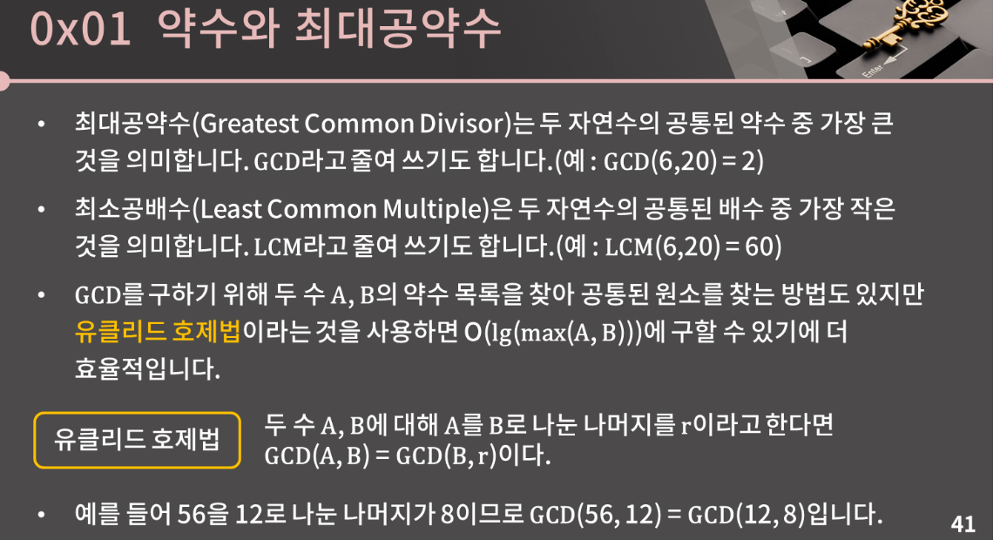 0x01 약수와 최대공약수
Enter
• 최대공약수(Greatest Common Divisor)는 두 자연수의 공통된 약수 중 가장 큰
것을 의미합니다. GCD라고 줄여 쓰기도 합니다.(예 : GCD(6,20) = 2)
• 최소공배수(Least Common Multiple)은 두 자연수의 공통된 배수 중 가장 작은
것을 의미합니다. LCM라고 줄여 쓰기도 합니다.(예 : LCM(6,20) = 60)
• GCD를 구하기 위해 두 수 A, B의 약수 목록을 찾아 공통된 원소를 찾는 방법도 있지만
유클리드 호제법이라는 것을 사용하면 O(lg(max(A, B)))에 구할 수 있기에 더
효율적입니다.
유클리드 호제법
두 수 A, B에 대해 A를 B로 나눈 나머지를 r이라고 한다면
GCD(A, B) = GCD(B, r)이다.
• 예를 들어 56을 12로 나눈 나머지가 8이므로 GCD(56, 12) = GCD(12, 8)입니다.
41